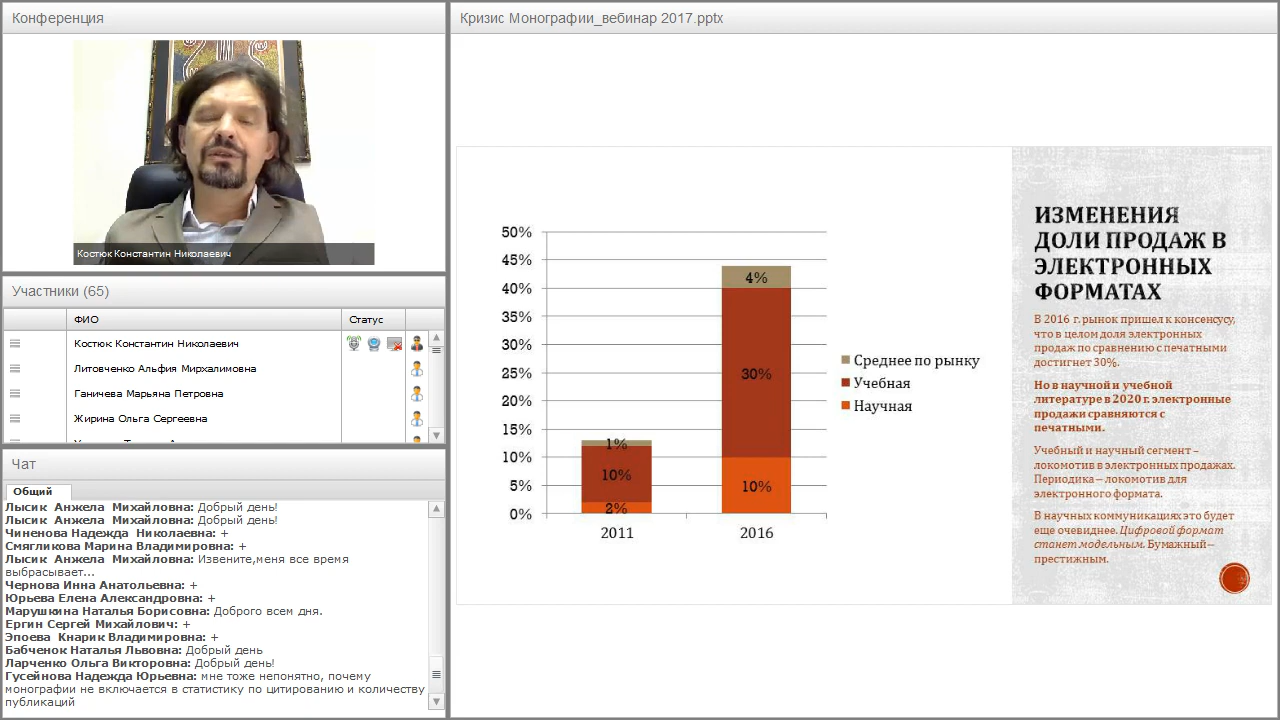 Конференция
Костюк Константин Николаевич
Участники (65)
ФИО
Статус
Костюк Константин Николаевич
Литовченко Альфия Мирхалимовна
Ганичева Марьяна Петровна
Жирина Ольга Сергеевна
Чат
Общий
Лысик Анжела Михайловна: Добрый день!
Лысик Анжела Михайловна: Добрый день!
Чиненова Надежда Николаевна: +
Смягликова Марина Владимировна: +
Лысик Анжела Михайловна: Извените,меня все время
выбрасывает...
Чернова Инна Анатольевна: +
Юрьева Елена Александровна: +
Марушкина Наталья Борисовна: Доброго всем дня.
Ергин Сергей Михайлович: +
Эпоева Кнарик Владимировна: +
Бабченок Наталья Львовна: Добрый день
Ларченко Ольга Викторовна: Добрый день!
Гусейнова Надежда Юрьевна: мне тоже непонятно, почему
монографии не включается в статистику по цитированию и количеству
публикаций
Кризис Монографии_вебинар 2017.pptx
50%
45%
40%
35%
30%
25%
20%
15%
10%
5%
0%
1%
10%
2%
4%
30%
10%
2011
2016
Среднее по рынку
Учебная
Научная
ИЗМЕНЕНИЯ
ДОЛИ ПРОДАЖ В
ЭЛЕКТРОННЫХ
ФОРМАТАХ
В 2016 г. рынок пришел к консенсусу,
что в целом доля электронных
продаж по сравнению с печатными
достигнет 30%.
Но в научной и учебной
литературе в 2020 г. электронные
продажи сравняются с
печатными.
Учебный и научный сегмент –
локомотив в электронных продажах.
Периодика – локомотив для
электронного формата.
В научных коммуникациях это будет
еще очевиднее. Цифровой формат
станет модельным. Бумажный –
престижным.